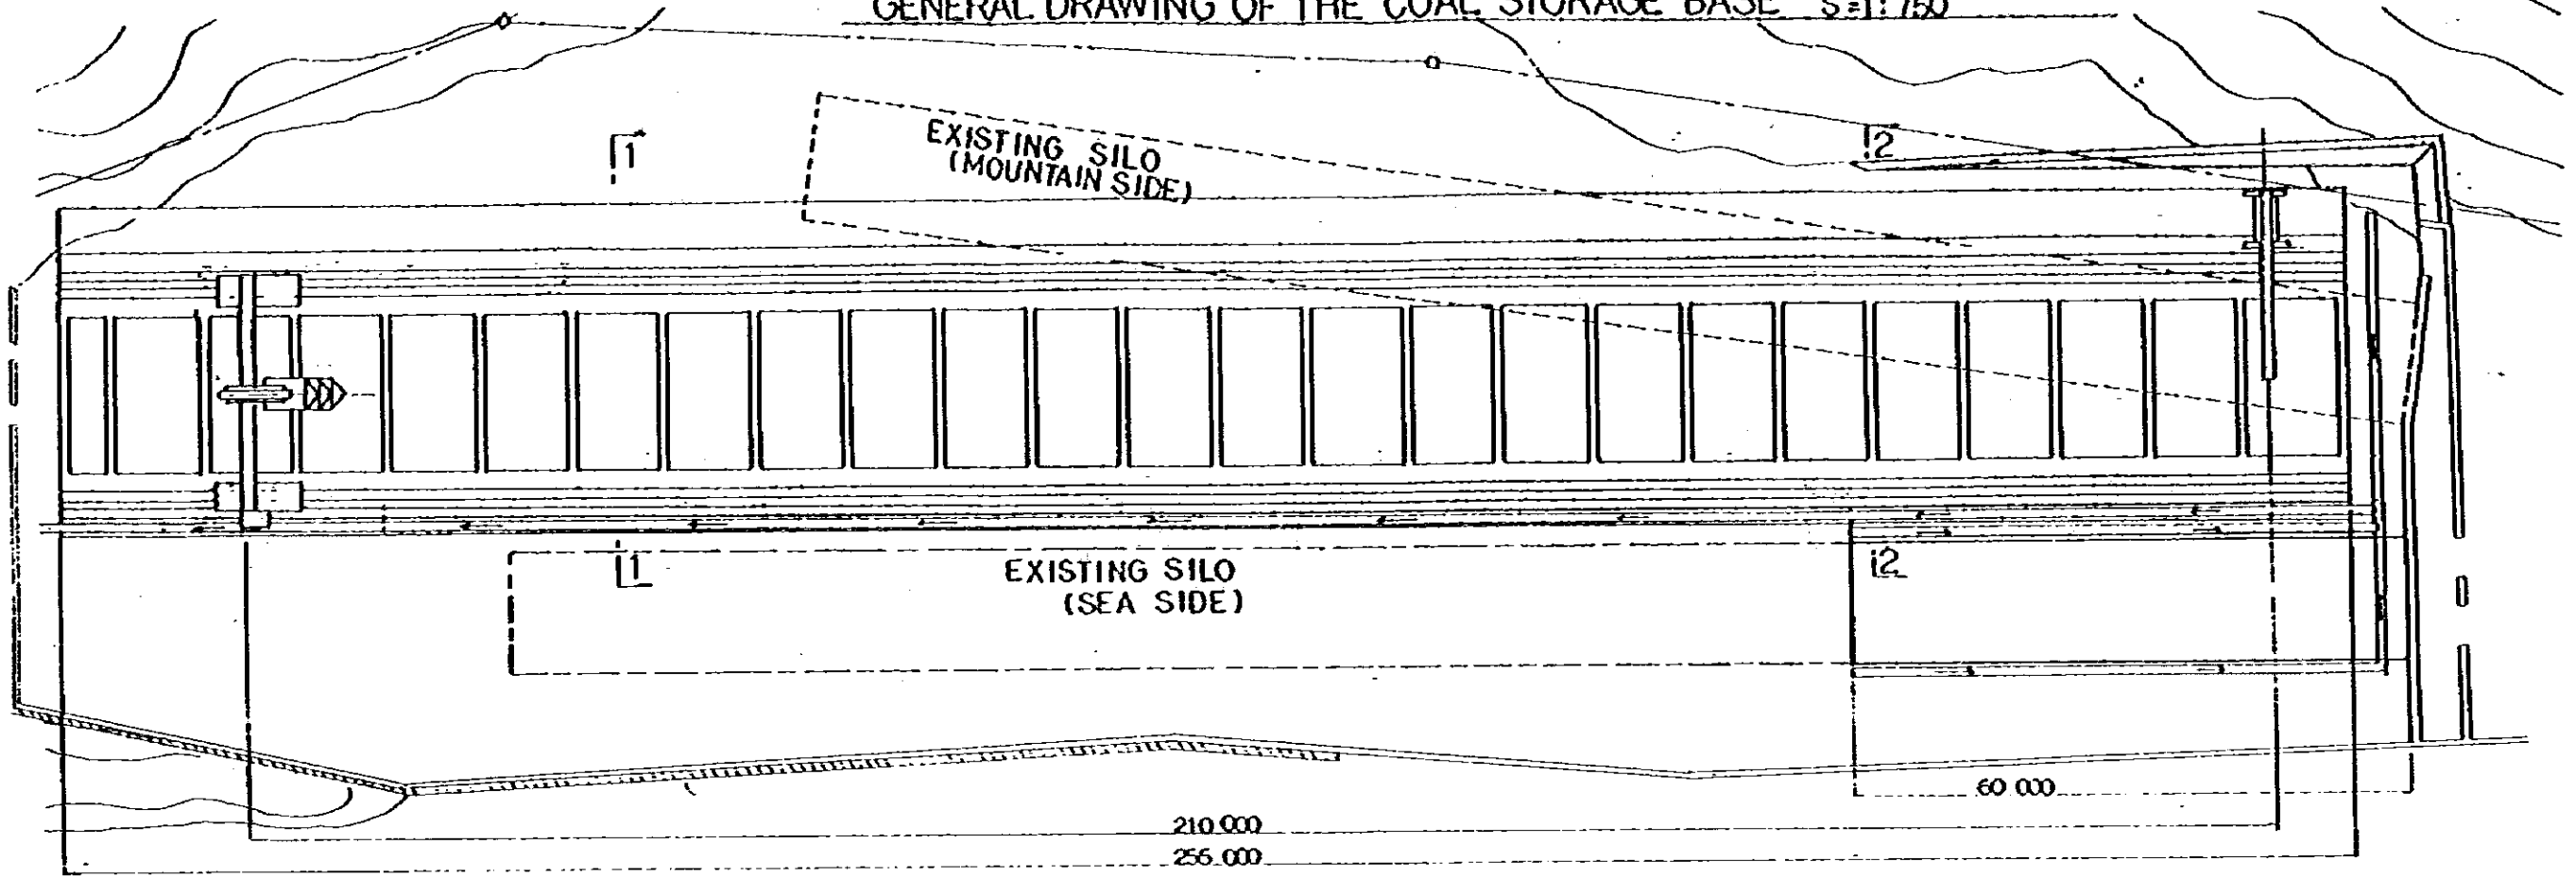 GENERAL DRAWING OF THE COAL STORAGE BASE S=1:750
1
2
EXISTING SILO
(MOUNTAIN SIDE)
1
2
EXISTING SILO
(SEA SIDE)
60 000
210 000
255 000